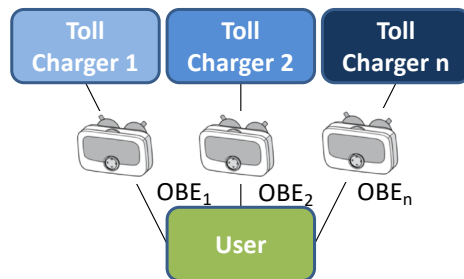 Toll
Charger 1
Toll
Charger 2
Toll
Charger n
OBE₁
OBE₂
OBEₙ
User